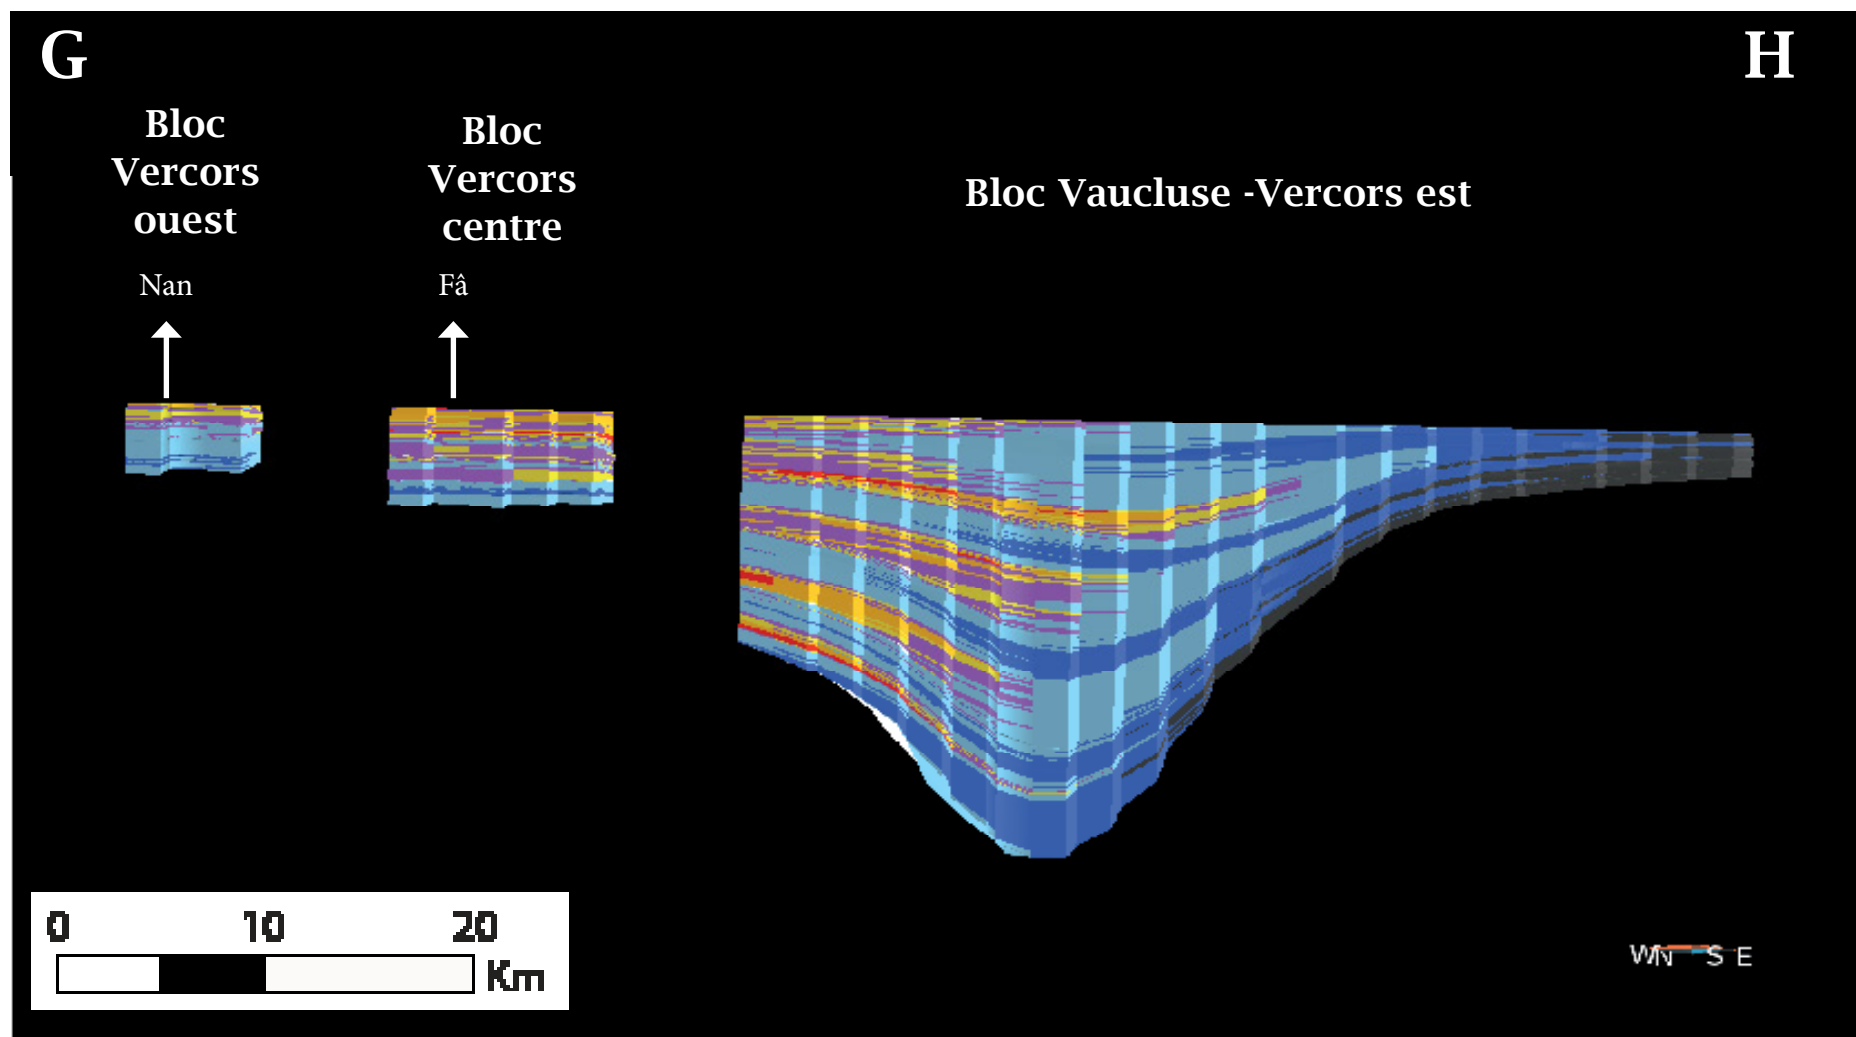 G
H
Bloc
Vercors
ouest
Bloc
Vercors
centre
Bloc Vaucluse -Vercors est
Nan
Fâ
0 10 20
Km
W N S E